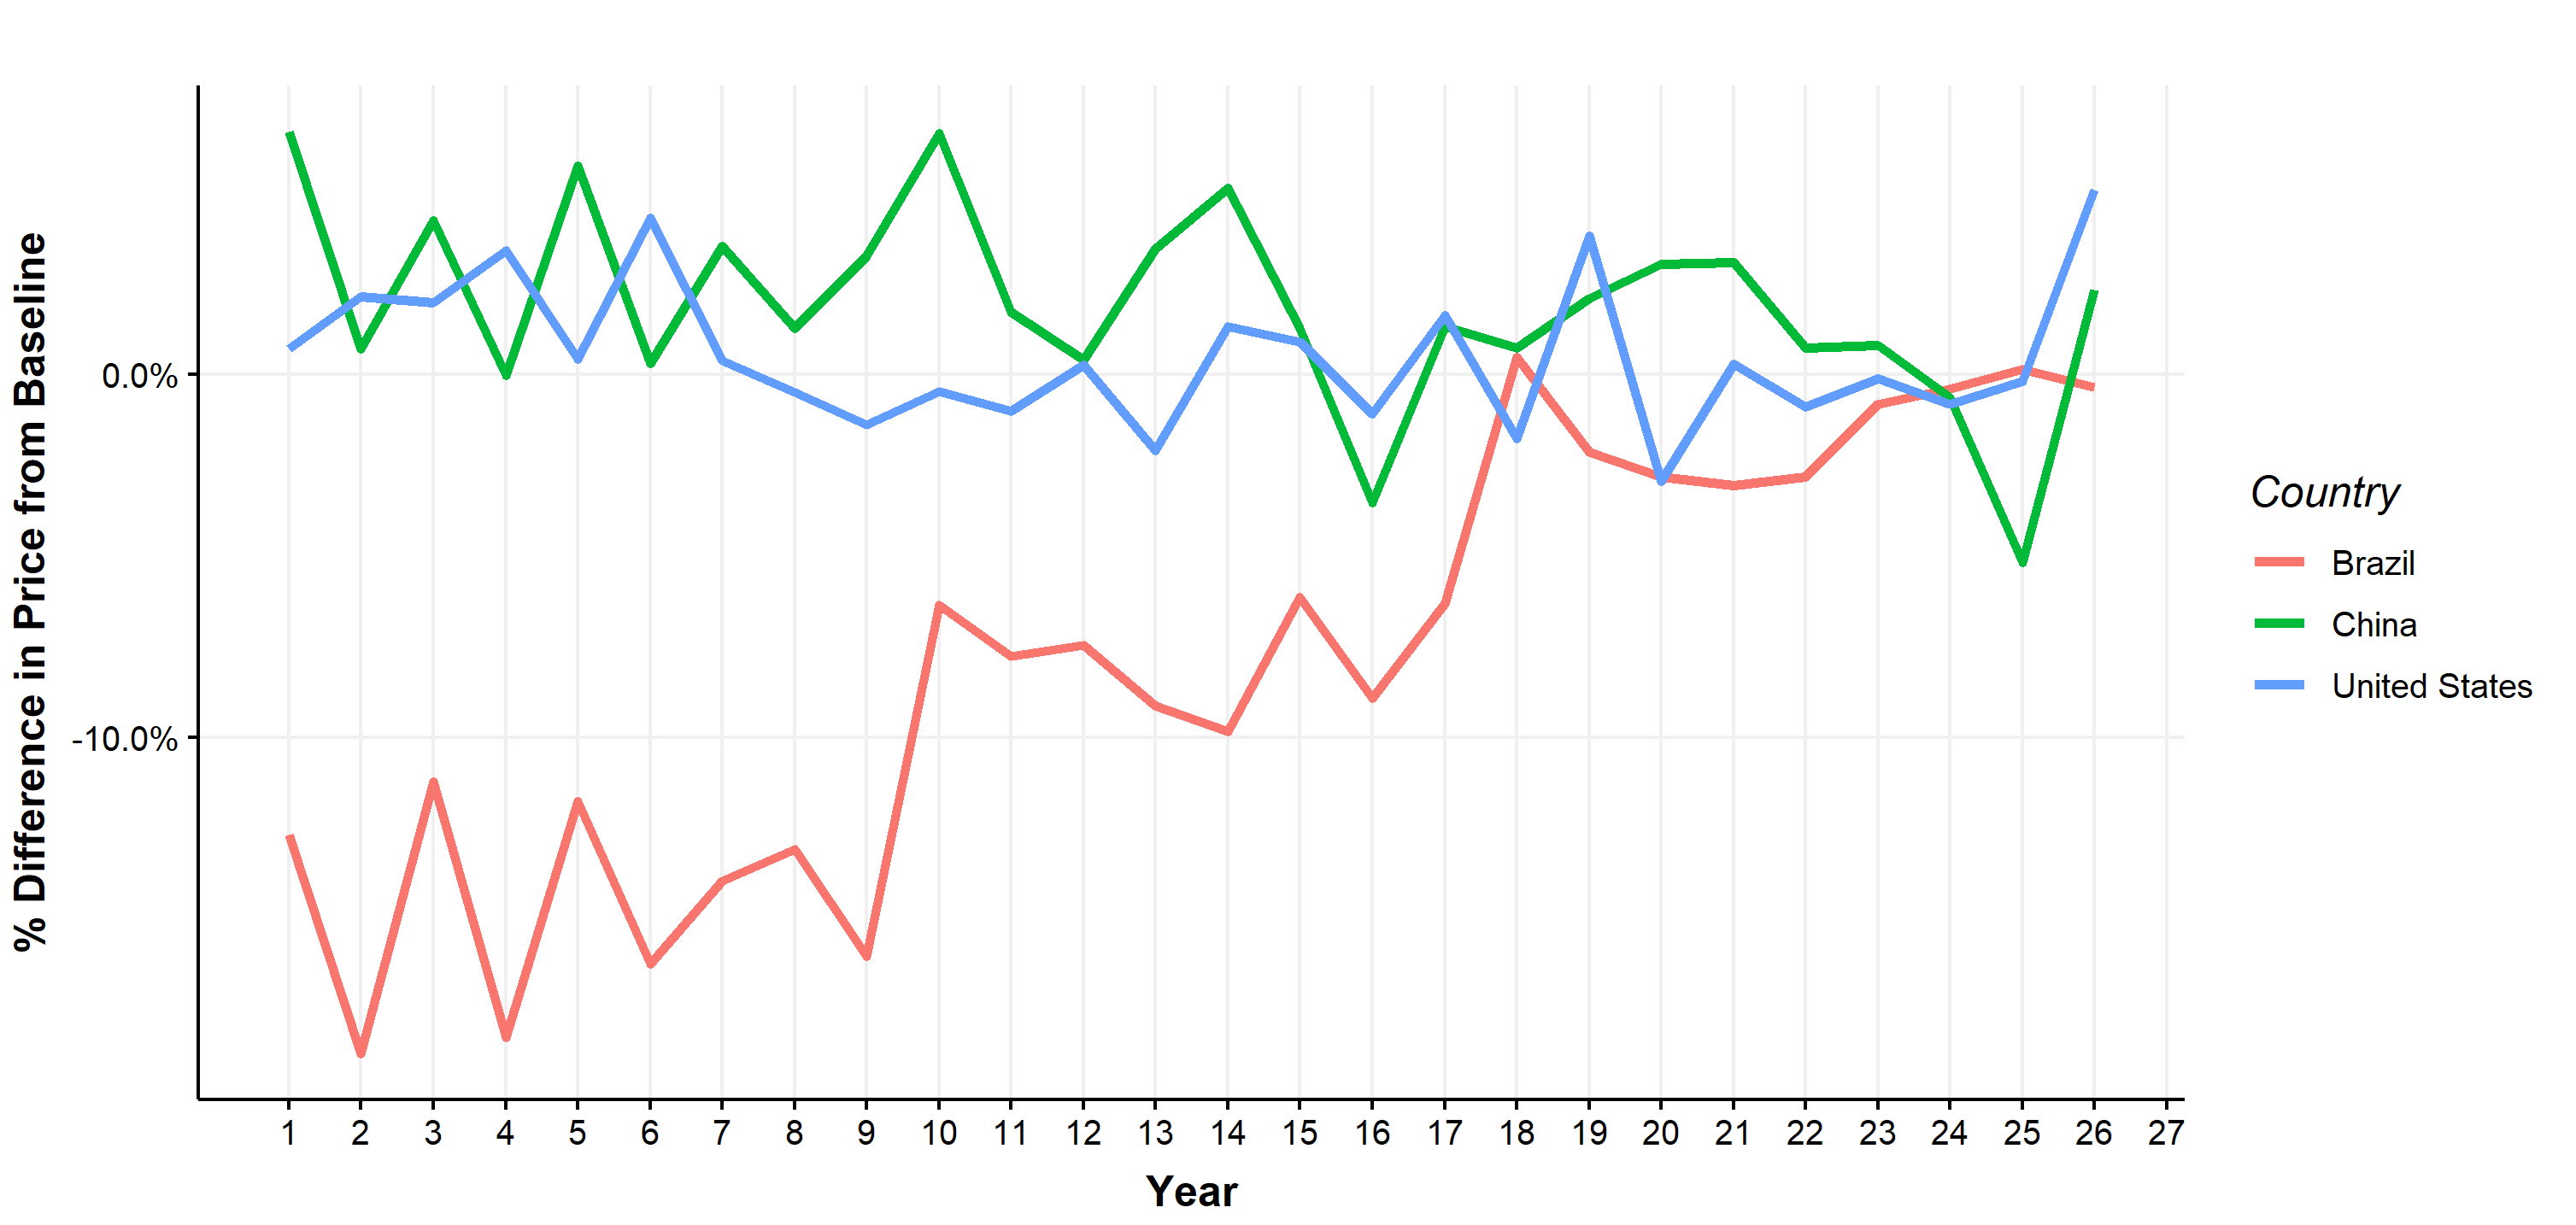 % Difference in Price from Baseline
0.0%
-10.0%
1 2 3 4 5 6 7 8 9 10 11 12 13 14 15 16 17 18 19 20 21 22 23 24 25 26 27
Year
Country
Brazil
China
United States